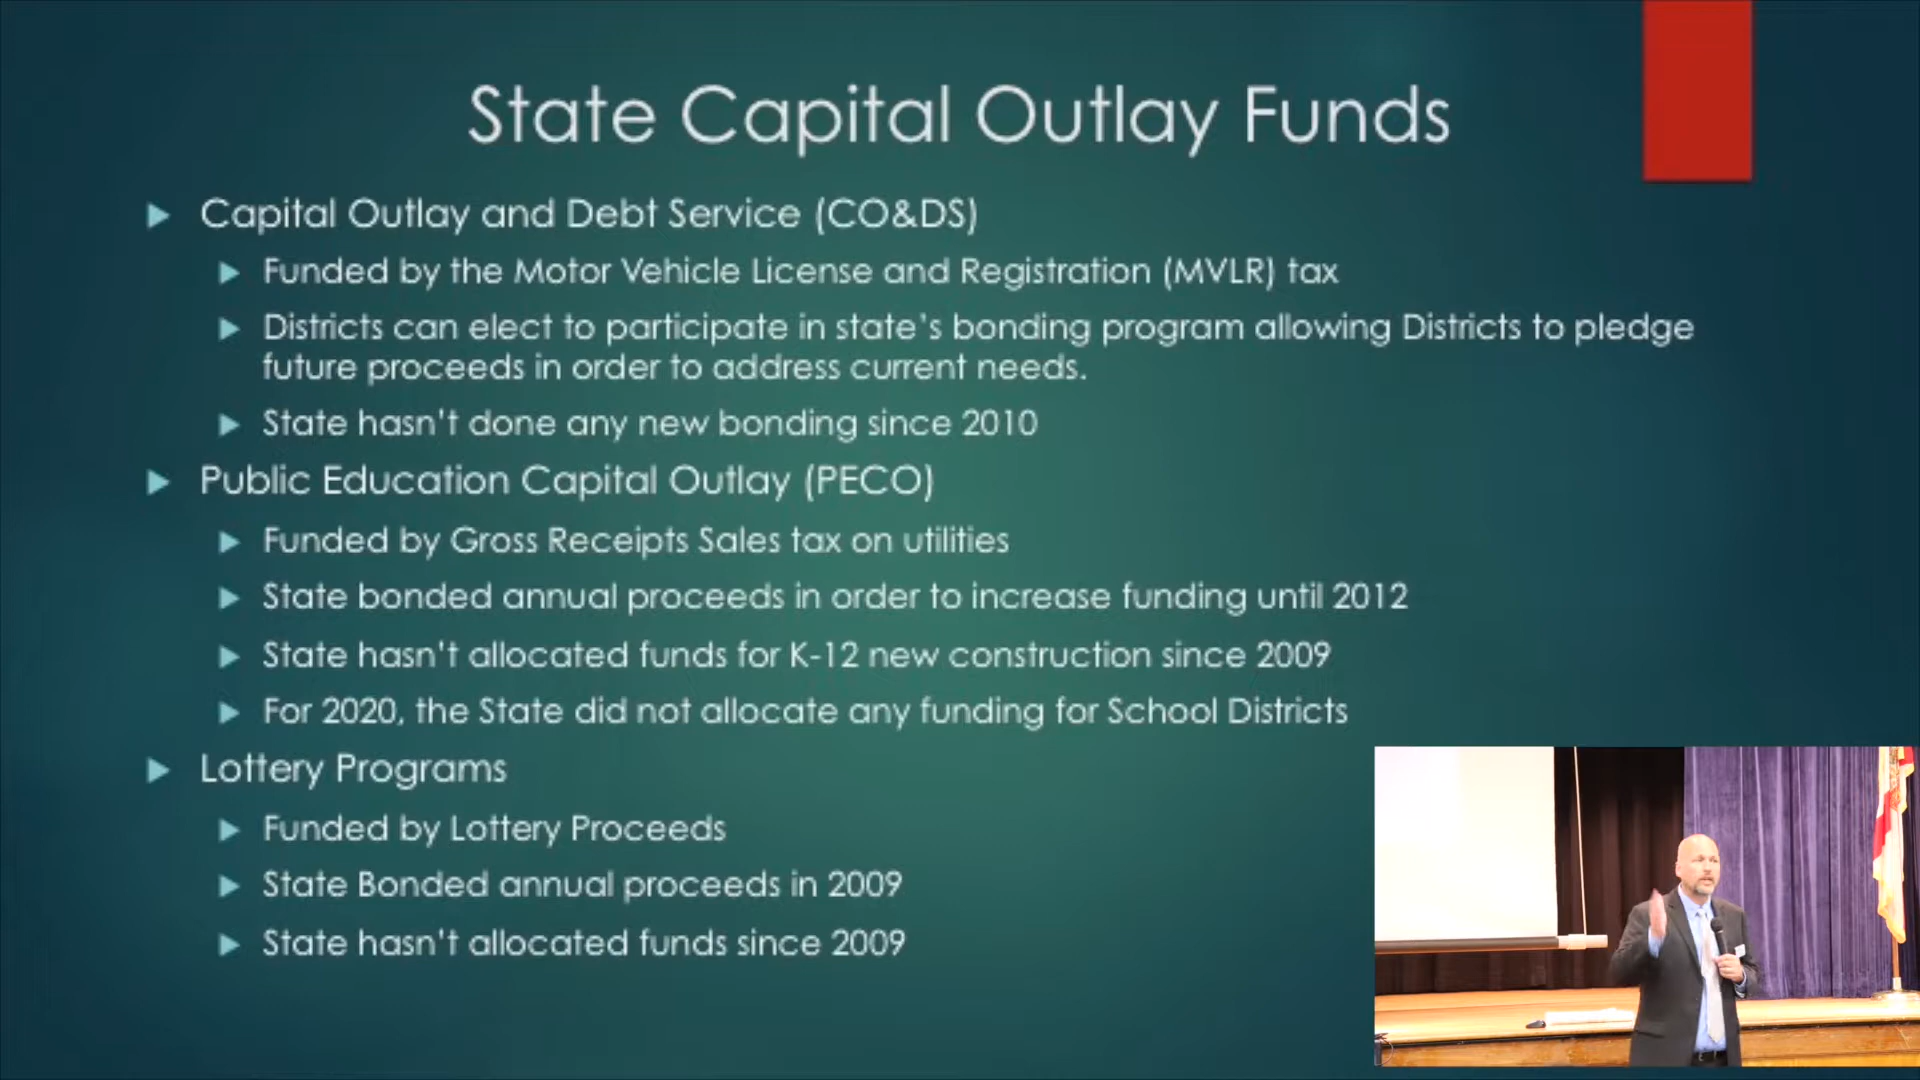 State Capital Outlay Funds
Capital Outlay and Debt Service (CO&DS)
Funded by the Motor Vehicle License and Registration (MVLR) tax
Districts can elect to participate in state's bonding program allowing Districts to pledge
future proceeds in order to address current needs.
State hasn't done any new bonding since 2010
Public Education Capital Outlay (PECO)
Funded by Gross Receipts Sales tax on utilities
State bonded annual proceeds in order to increase funding until 2012
State hasn't allocated funds for K-12 new construction since 2009
For 2020, the State did not allocate any funding for School Districts
Lottery Programs
Funded by Lottery Proceeds
State Bonded annual proceeds in 2009
State hasn't allocated funds since 2009